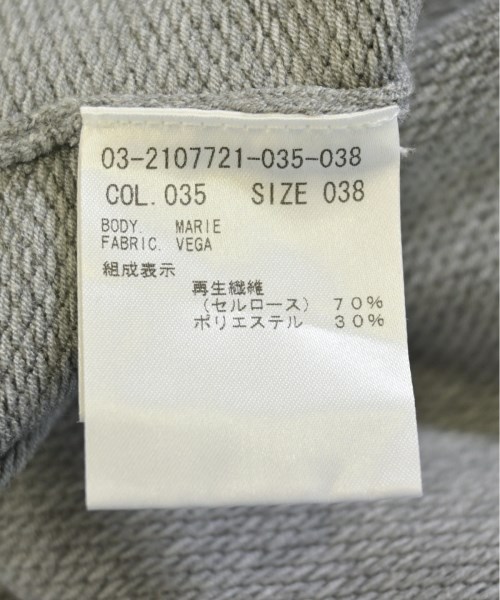 03-2107721-035-038
COL.035 SIZE 038
BODY. MARIE
FABRIC. VEGA
組成表示
再生繊維
(セルロース) 70%
ポリエステル 30%